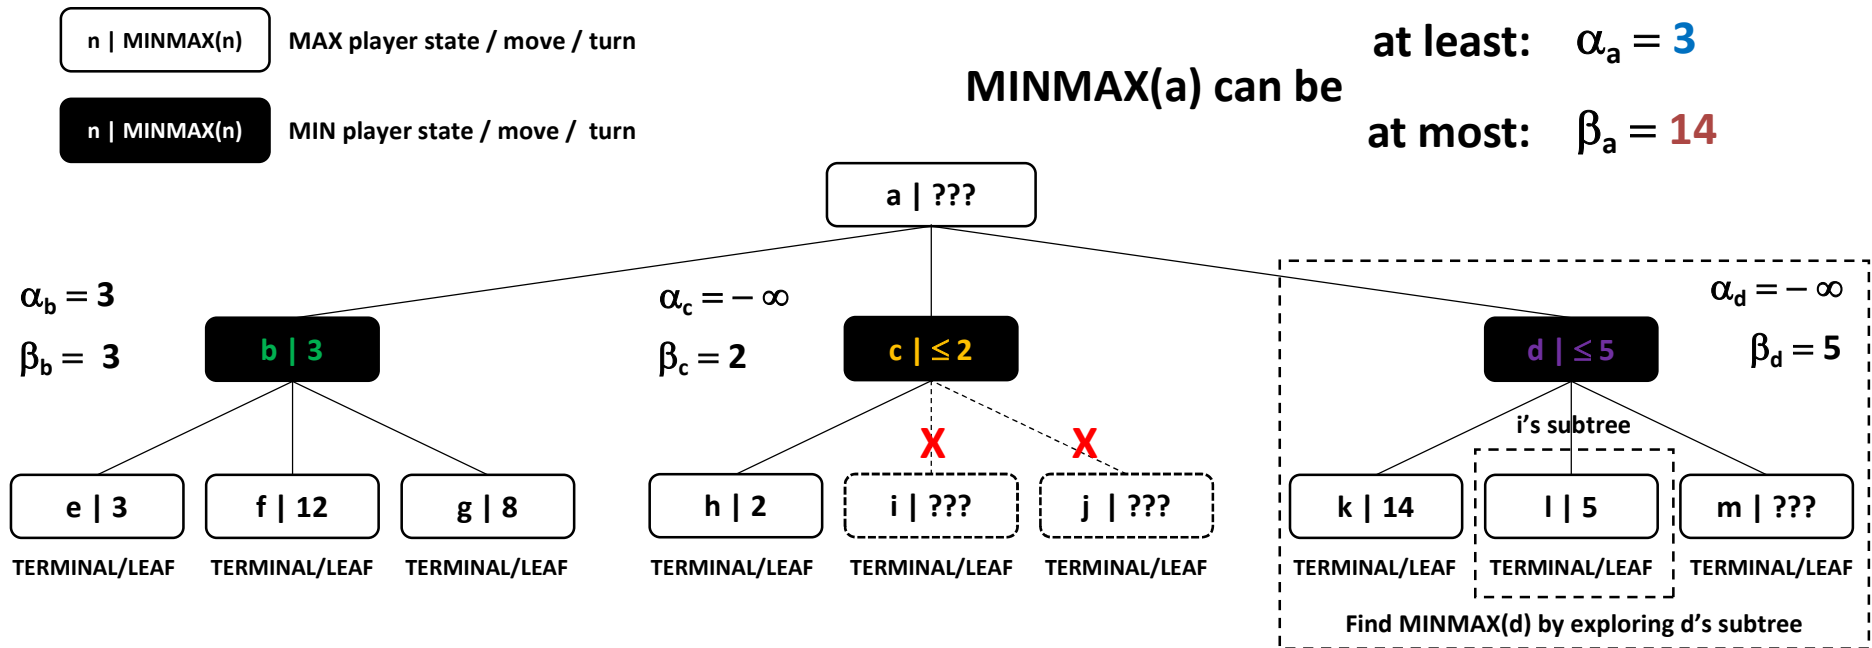 n | MINMAX(n) MAX player state / move / turn
n | MINMAX(n) MIN player state / move / turn
MINMAX(a) can be
at least: αa = 3
at most: βa = 14
a | ???
αb = 3
βb = 3
b | 3
αc = − ∞
βc = 2
c | ≤ 2
αd = − ∞
βd = 5
d | ≤ 5
X X
i's subtree
e | 3 f | 12 g | 8 h | 2 i | ??? j | ??? k | 14 l | 5 m | ???
TERMINAL/LEAF TERMINAL/LEAF TERMINAL/LEAF TERMINAL/LEAF TERMINAL/LEAF TERMINAL/LEAF TERMINAL/LEAF TERMINAL/LEAF TERMINAL/LEAF
Find MINMAX(d) by exploring d's subtree